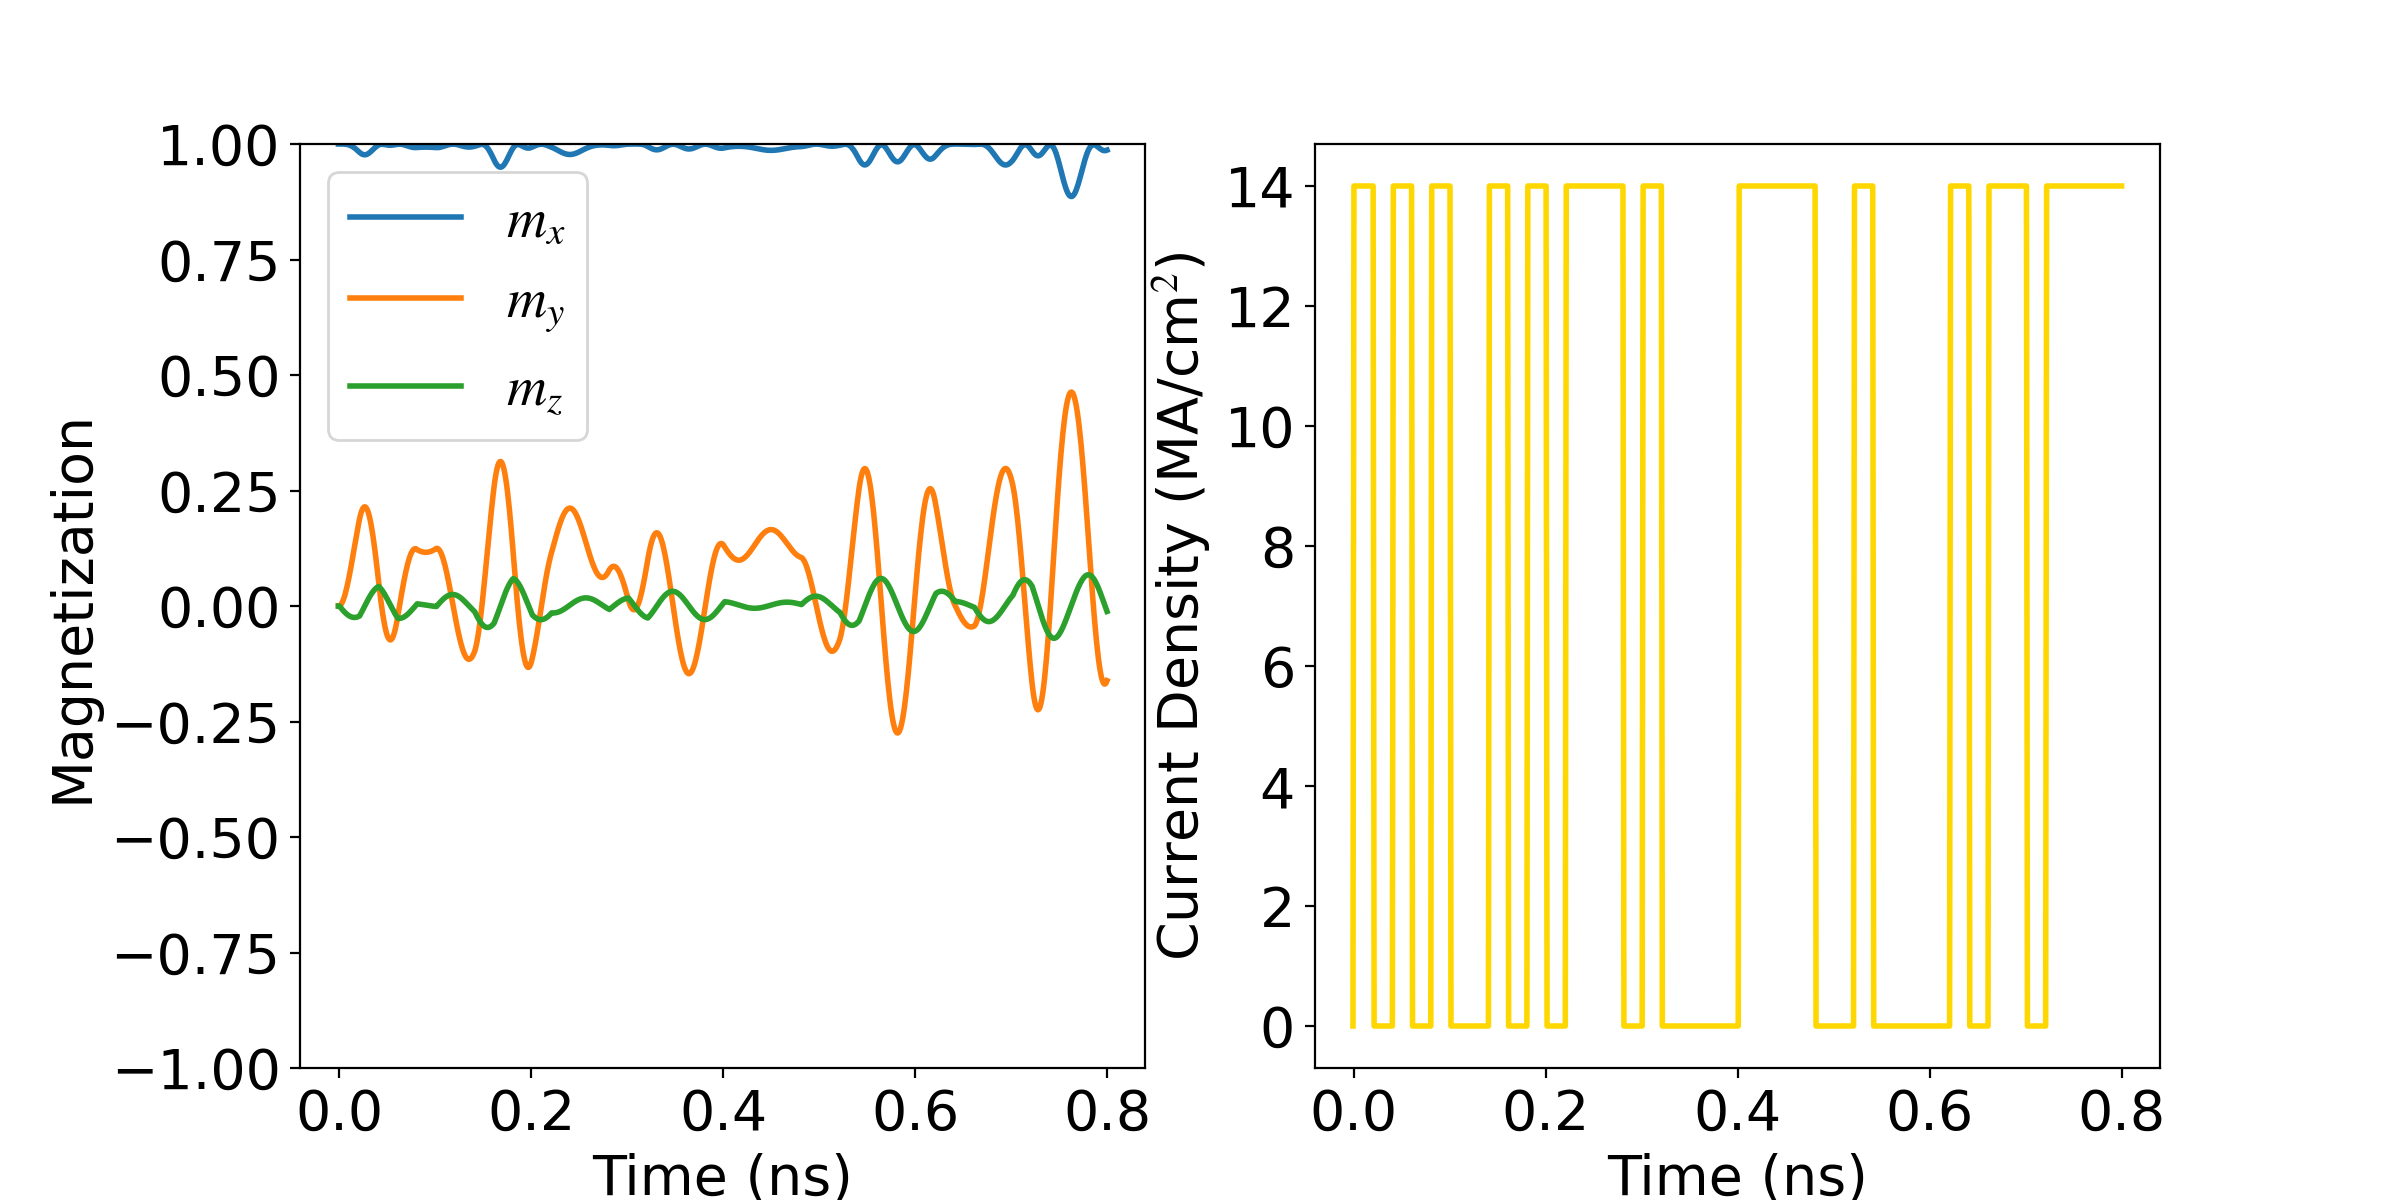 Magnetization
1.00
0.75
0.50
0.25
0.00
−0.25
−0.50
−0.75
−1.00
m_x
m_y
m_z
0.0 0.2 0.4 0.6 0.8
Time (ns)
Current Density (MA/cm²)
14
12
10
8
6
4
2
0
0.0 0.2 0.4 0.6 0.8
Time (ns)